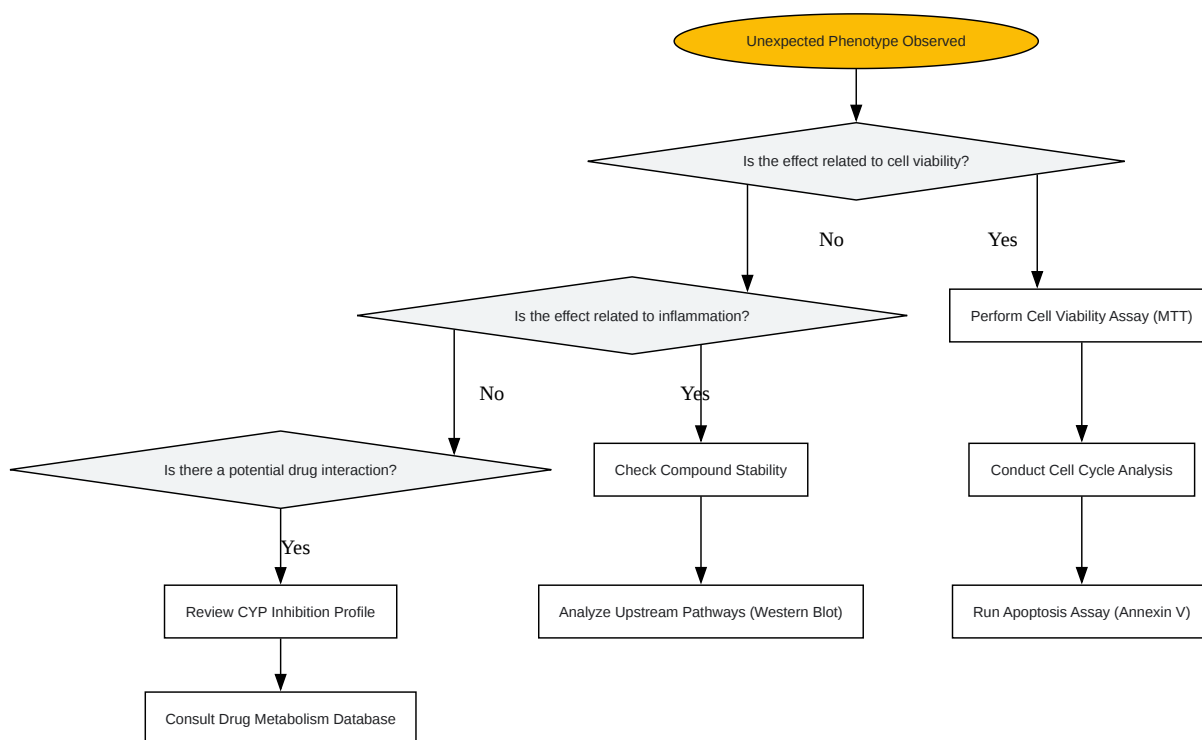 Unexpected Phenotype Observed
Is the effect related to cell viability?
No
Yes
Is the effect related to inflammation?
Perform Cell Viability Assay (MTT)
No
Yes
Is there a potential drug interaction?
Check Compound Stability
Conduct Cell Cycle Analysis
Yes
Review CYP Inhibition Profile
Analyze Upstream Pathways (Western Blot)
Run Apoptosis Assay (Annexin V)
Consult Drug Metabolism Database